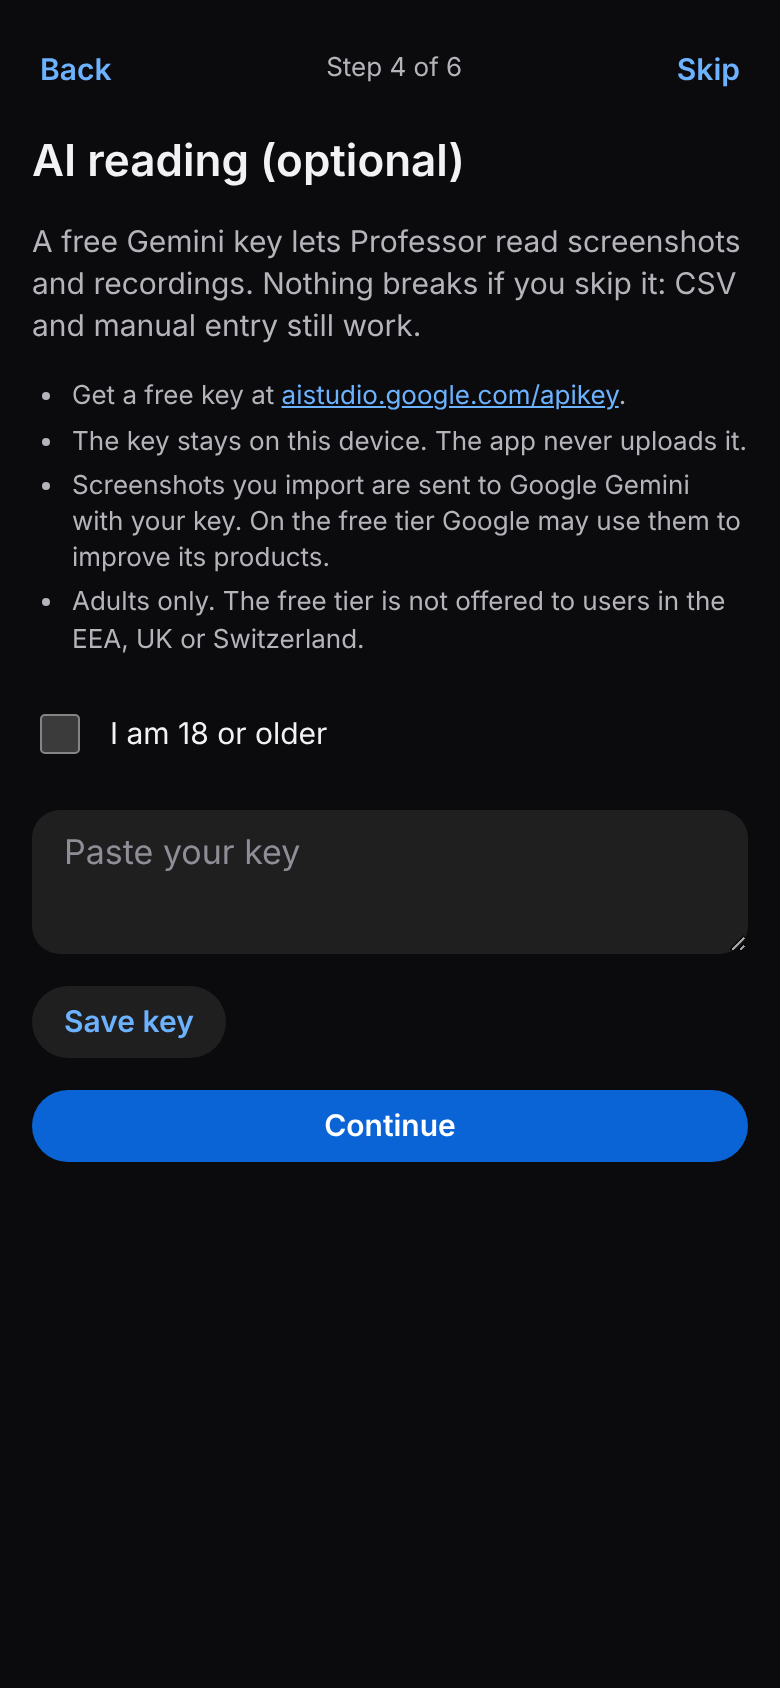 Back
Step 4 of 6
Skip
AI reading (optional)
A free Gemini key lets Professor read screenshots
and recordings. Nothing breaks if you skip it: CSV
and manual entry still work.
• Get a free key at aistudio.google.com/apikey.
• The key stays on this device. The app never uploads it.
• Screenshots you import are sent to Google Gemini
with your key. On the free tier Google may use them to
improve its products.
• Adults only. The free tier is not offered to users in the
EEA, UK or Switzerland.
I am 18 or older
Paste your key
Save key
Continue